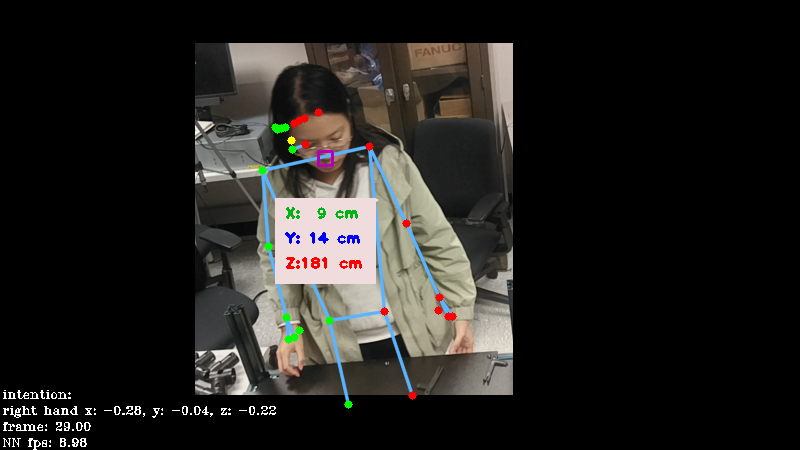 FANUC
X: 9 cm
Y: 14 cm
Z:181 cm
intention:
right hand x: -0.28, y: -0.04, z: -0.22
frame: 29.00
NN fps: 8.98